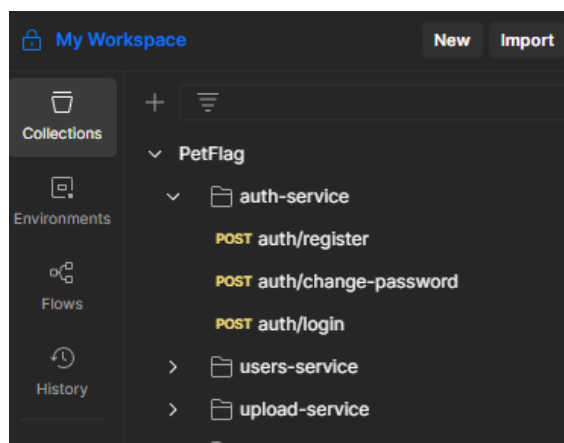 My Workspace
New
Import
Collections
Environments
Flows
History
PetFlag
auth-service
POST auth/register
POST auth/change-password
POST auth/login
users-service
upload-service